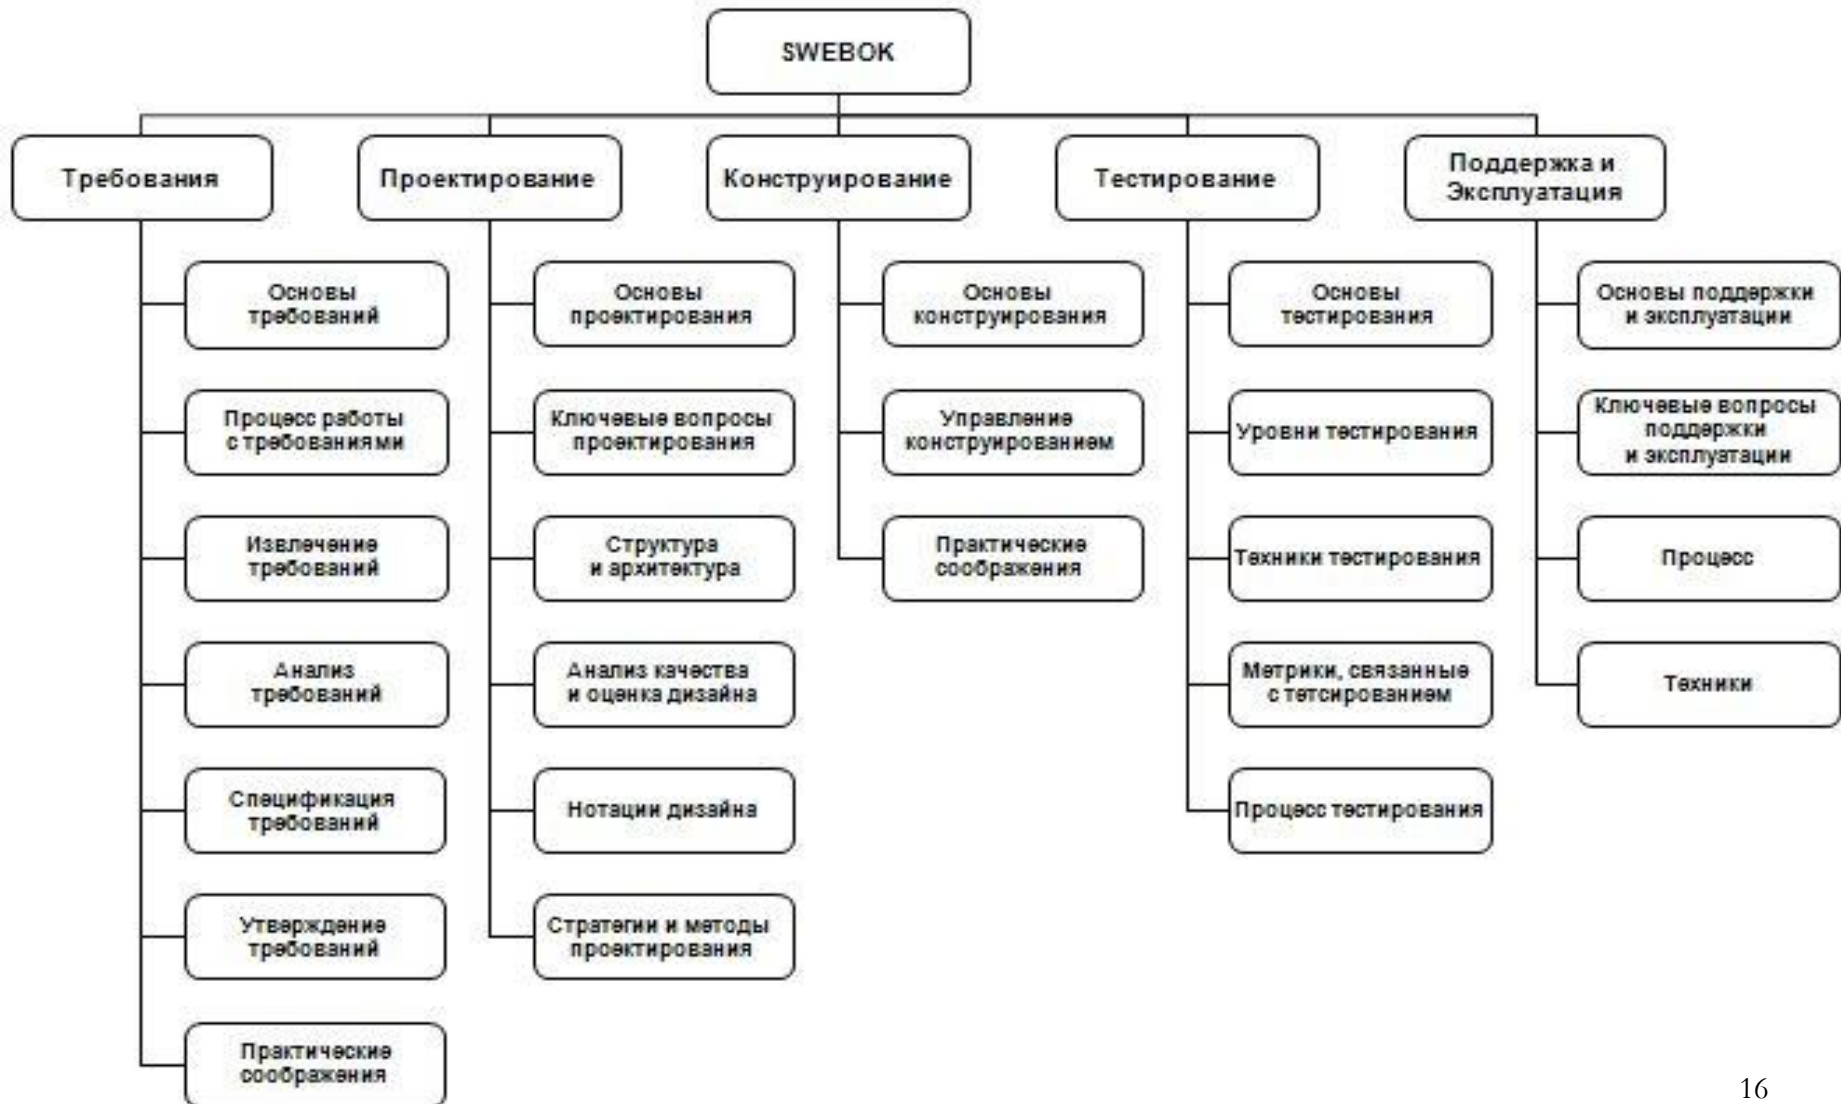 SWEBOK
Требования
Проектирование
Конструирование
Тестирование
Поддержка и
Эксплуатация
Основы
требований
Процесс работы
с требованиями
Извлечение
требований
Анализ
требований
Спецификация
требований
Утверждение
требований
Практические
соображения
Основы
проектирования
Ключевые вопросы
проектирования
Структура
и архитектура
Анализ качества
и оценка дизайна
Нотации дизайна
Стратегии и методы
проектирования
Основы
конструирования
Управление
конструированием
Практические
соображения
Основы
тестирования
Уровни тестирования
Техники тестирования
Метрики, связанные
с тетсированием
Процесс тестирования
Основы поддержки
и эксплуатации
Ключевые вопросы
поддержки
и эксплуатации
Процесс
Техники
16